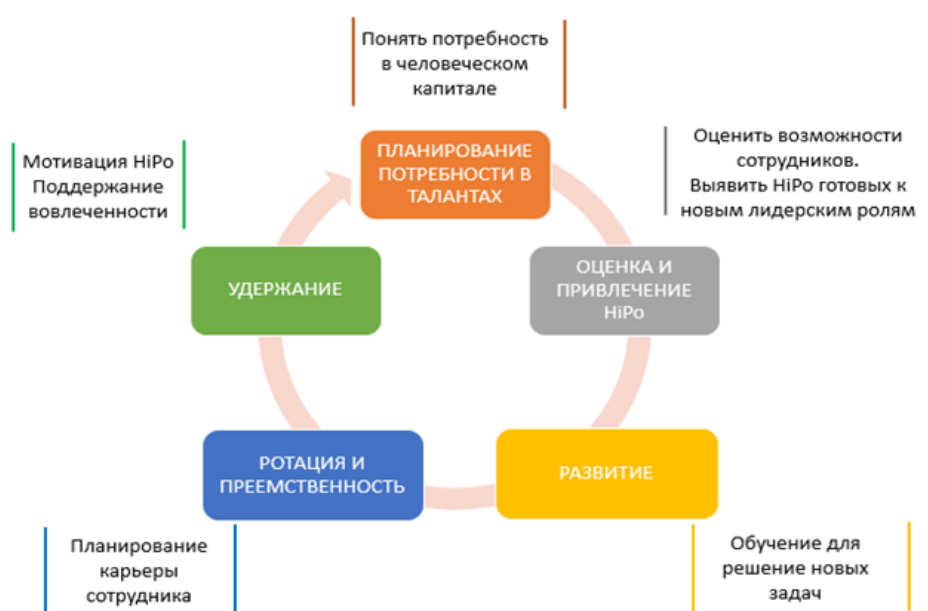 Понять потребность
в человеческом
капитале
ПЛАНИРОВАНИЕ
ПОТРЕБНОСТИ В
ТАЛАНТАХ
Оценить возможности
сотрудников.
Выявить HiPo готовых к
новым лидерским ролям
ОЦЕНКА И
ПРИВЛЕЧЕНИЕ
HiPo
РАЗВИТИЕ
Обучение для
решение новых
задач
РОТАЦИЯ И
ПРЕЕМСТВЕННОСТЬ
Планирование
карьеры
сотрудника
УДЕРЖАНИЕ
Мотивация HiPo
Поддержание
вовлеченности